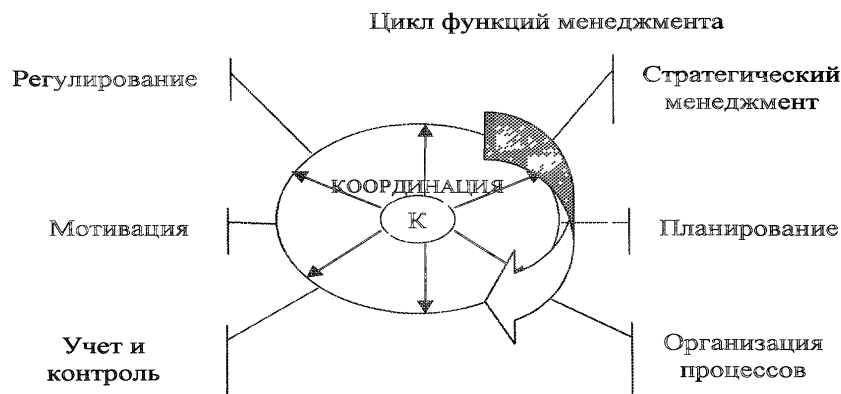 Цикл функций менеджмента
Регулирование
Стратегический
менеджмент
КООРДИНАЦИЯ
К
Мотивация
Планирование
Учет и
контроль
Организация
процессов